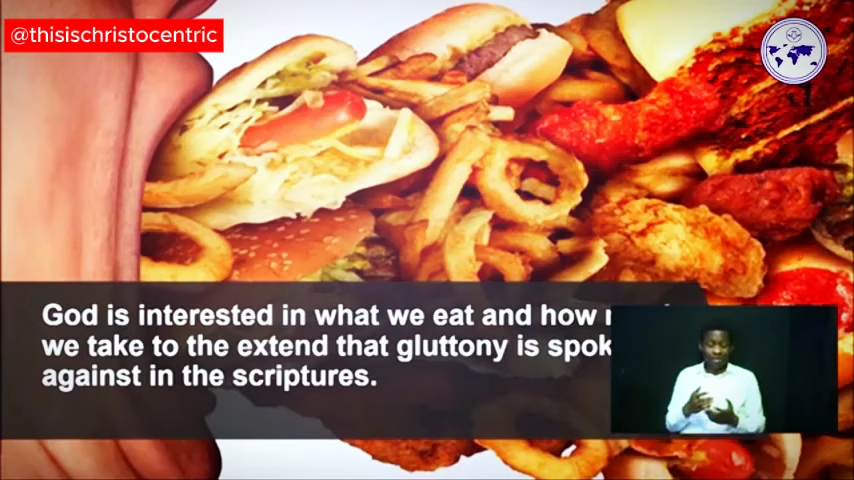 @thisischristocentric
God is interested in what we eat and how
we take to the extend that gluttony is
against in the scriptures.